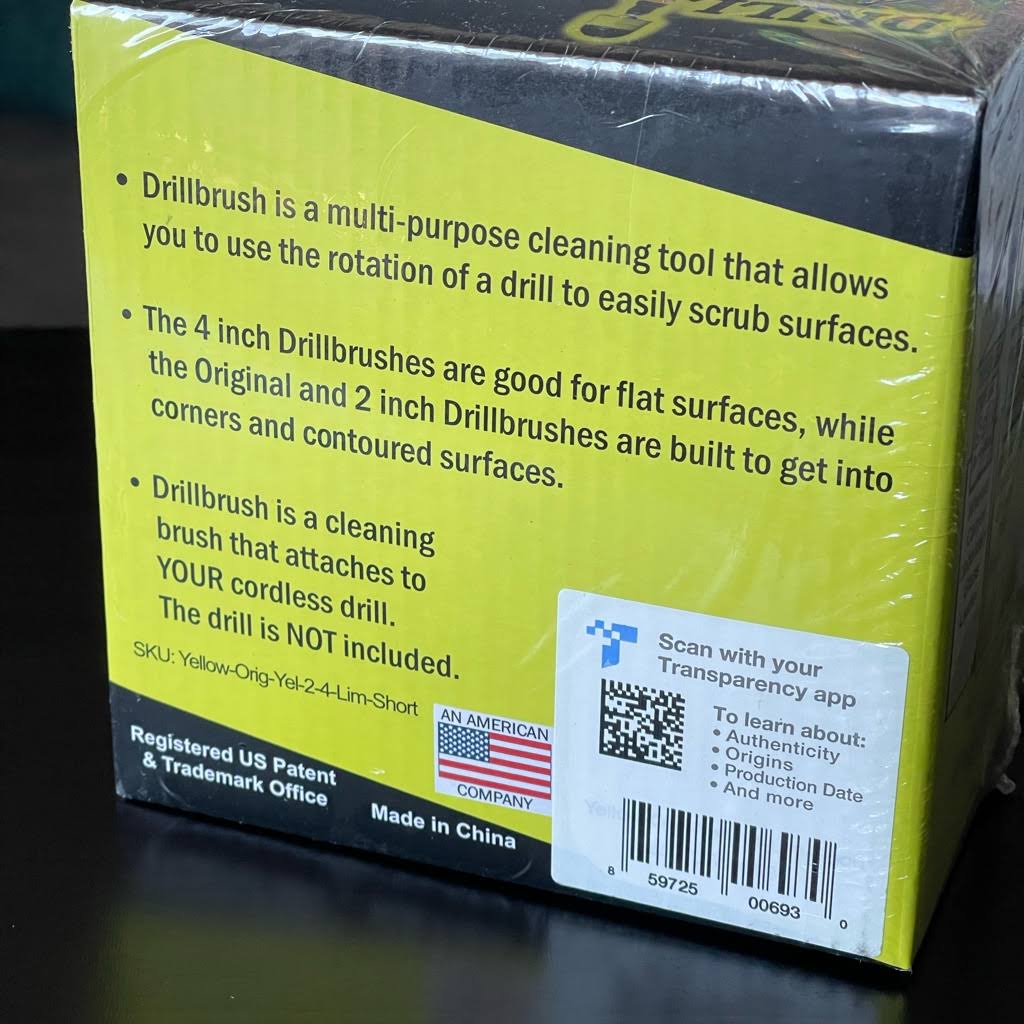 • Drillbrush is a multi-purpose cleaning tool that allows
you to use the rotation of a drill to easily scrub surfaces.
• The 4 inch Drillbrushes are good for flat surfaces, while
the Original and 2 inch Drillbrushes are built to get into
corners and contoured surfaces.
• Drillbrush is a cleaning
brush that attaches to
YOUR cordless drill.
The drill is NOT included.
SKU: Yellow-Orig-Yel-2-4-Lim-Short
Registered US Patent
& Trademark Office
Made in China
AN AMERICAN
COMPANY
Scan with your
Transparency app
To learn about:
• Authenticity
• Origins
• Production Date
• And more
8 59725 00693 0